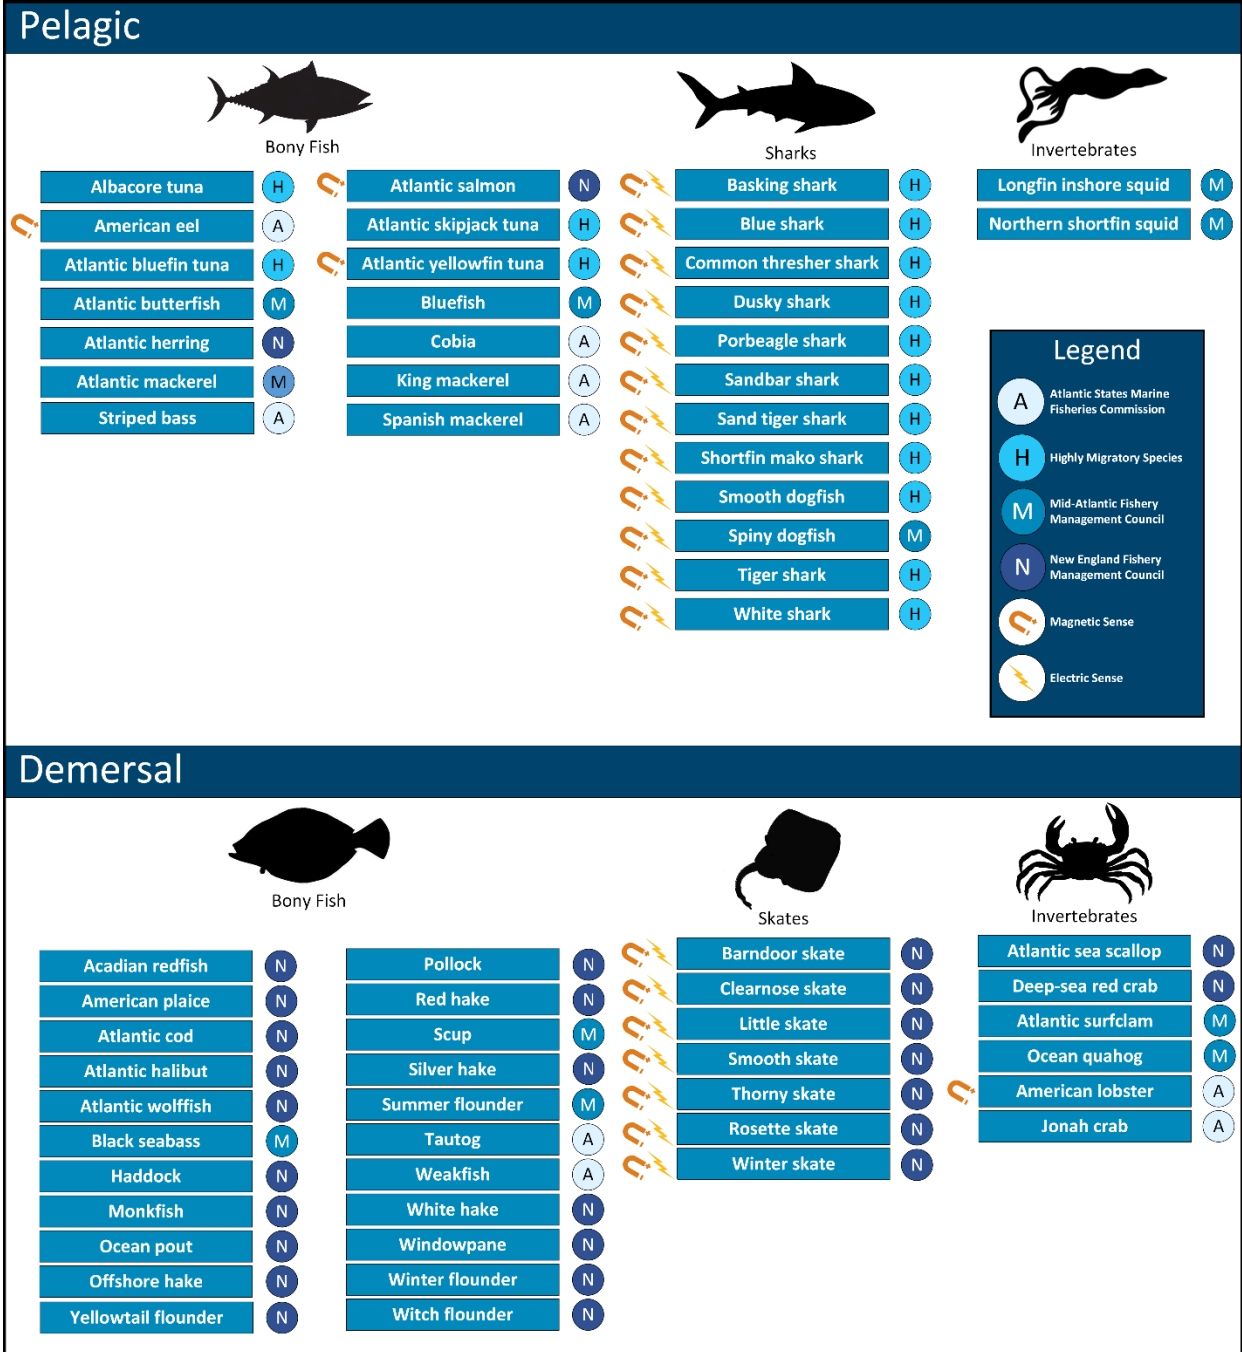 Pelagic
Bony Fish
Albacore tuna H
American eel A
Atlantic bluefin tuna H
Atlantic butterfish M
Atlantic herring N
Atlantic mackerel M
Striped bass A
Atlantic salmon N
Atlantic skipjack tuna H
Atlantic yellowfin tuna H
Bluefish M
Cobia A
King mackerel A
Spanish mackerel A
Sharks
Basking shark H
Blue shark H
Common thresher shark H
Dusky shark H
Porbeagle shark H
Sandbar shark H
Sand tiger shark H
Shortfin mako shark H
Smooth dogfish H
Spiny dogfish M
Tiger shark H
White shark H
Invertebrates
Longfin inshore squid M
Northern shortfin squid M
Legend
A Atlantic States Marine
Fisheries Commission
H Highly Migratory Species
M Mid-Atlantic Fishery
Management Council
N New England Fishery
Management Council
Magnetic Sense
Electric Sense
Demersal
Bony Fish
Acadian redfish N
American plaice N
Atlantic cod N
Atlantic halibut N
Atlantic wolffish N
Black seabass M
Haddock N
Monkfish N
Ocean pout N
Offshore hake N
Yellowtail flounder N
Pollock N
Red hake N
Scup M
Silver hake N
Summer flounder M
Tautog A
Weakfish A
White hake N
Windowpane N
Winter flounder N
Witch flounder N
Skates
Barndoor skate N
Clearnose skate N
Little skate N
Smooth skate N
Thorny skate N
Rosette skate N
Winter skate N
Invertebrates
Atlantic sea scallop N
Deep-sea red crab N
Atlantic surfclam M
Ocean quahog M
American lobster A
Jonah crab A